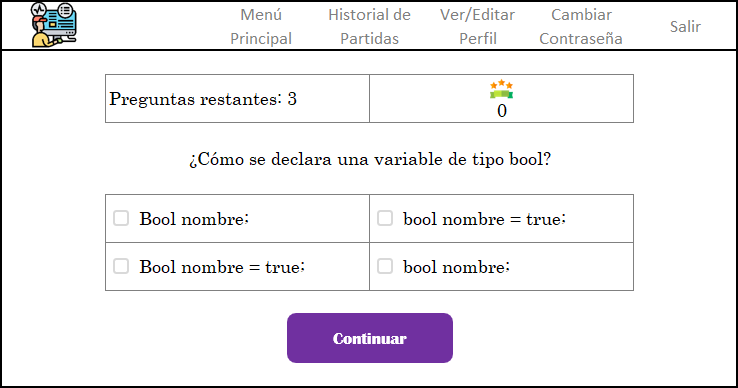 Menú Principal
Historial de Partidas
Ver/Editar Perfil
Cambiar Contraseña
Salir
Preguntas restantes: 3
0
¿Cómo se declara una variable de tipo bool?
Bool nombre;
bool nombre = true;
Bool nombre = true;
bool nombre;
Continuar